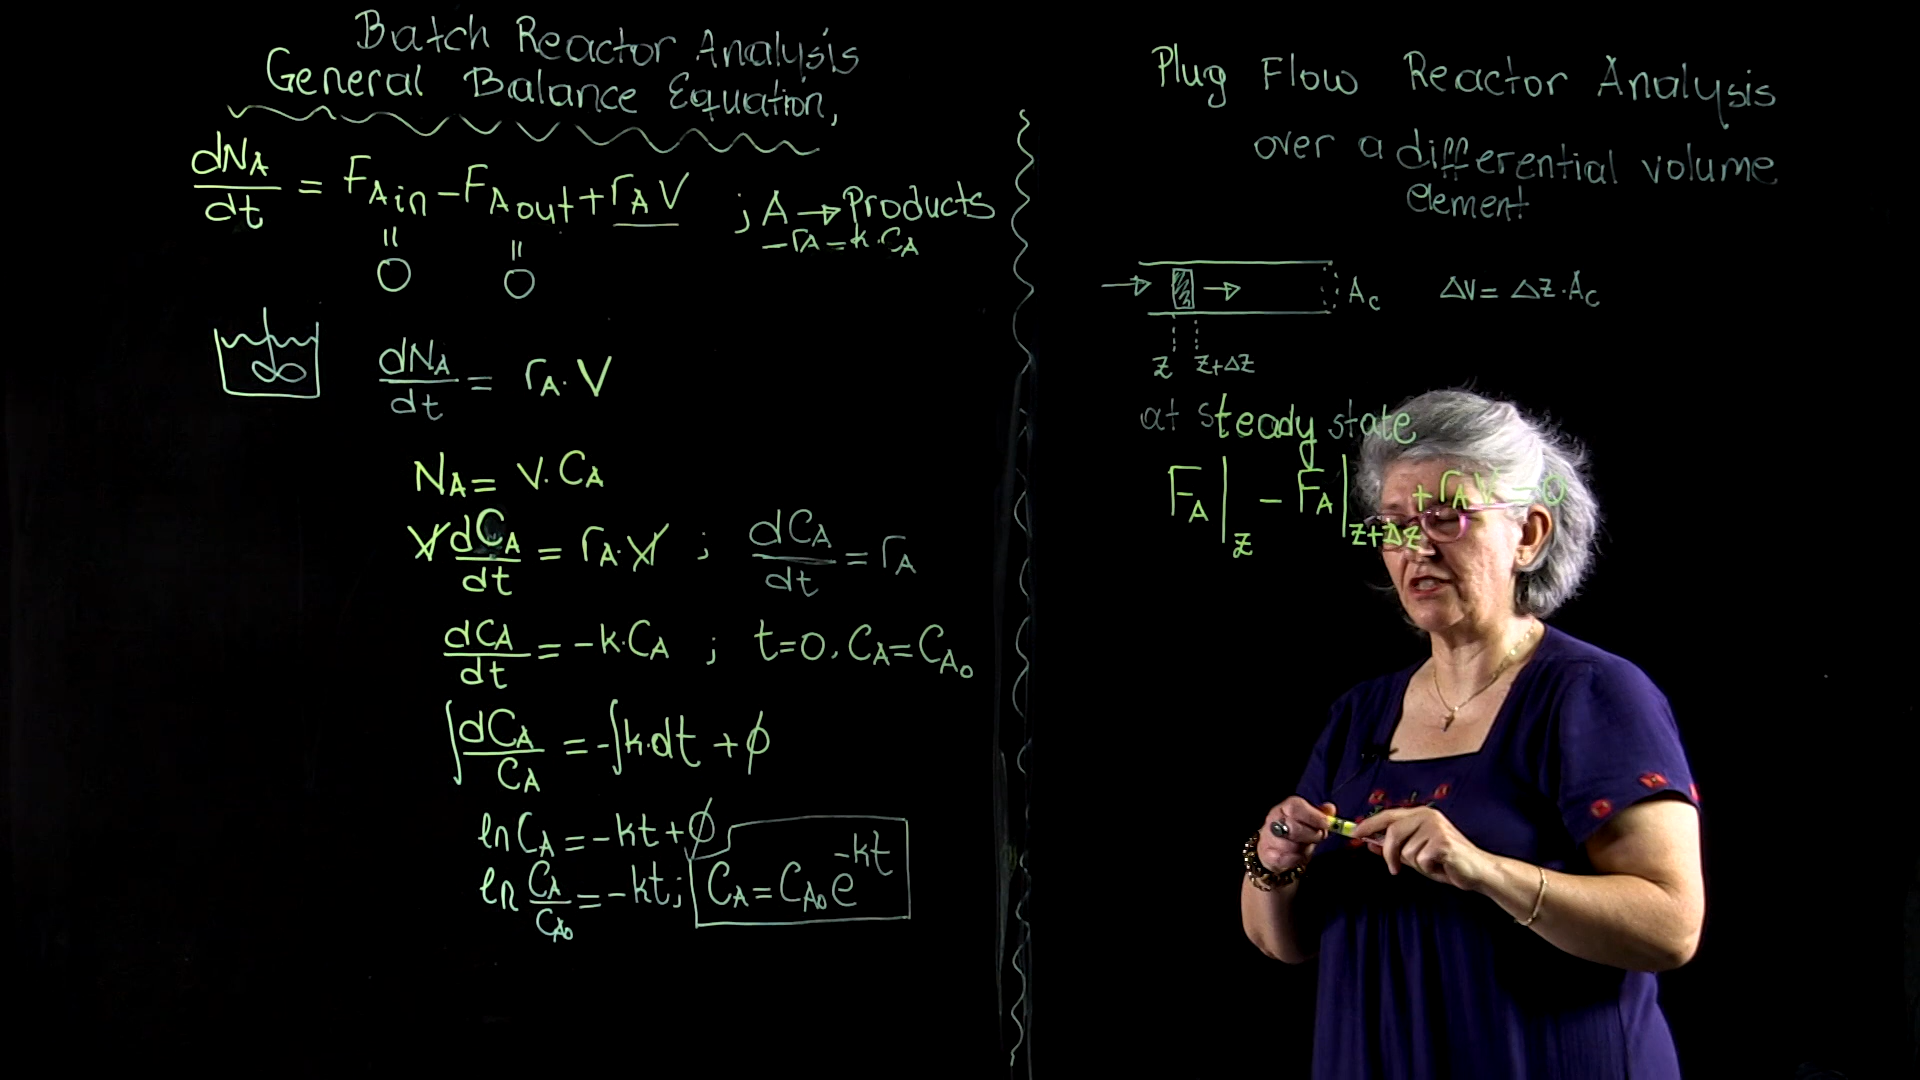 Batch Reactor Analysis
General Balance Equation,
dNA/dt = FAin - FAout + rAV ; A → Products
-rA = k·CA
= =
0 0
dNA/dt = rA·V
NA = V·CA
V dCA/dt = rA·V ; dCA/dt = rA
dCA/dt = -k·CA ; t=0, CA=CA0
∫dCA/CA = -∫k·dt + ϕ
ln CA = -kt + ϕ
ln CA/CA0 = -kt; CA = CA0 e^-kt
Plug Flow Reactor Analysis
over a differential volume
element
Ac ΔV = ΔZ·Ac
Z Z+ΔZ
at steady state
FA|Z - FA|Z+ΔZ + rAV = 0